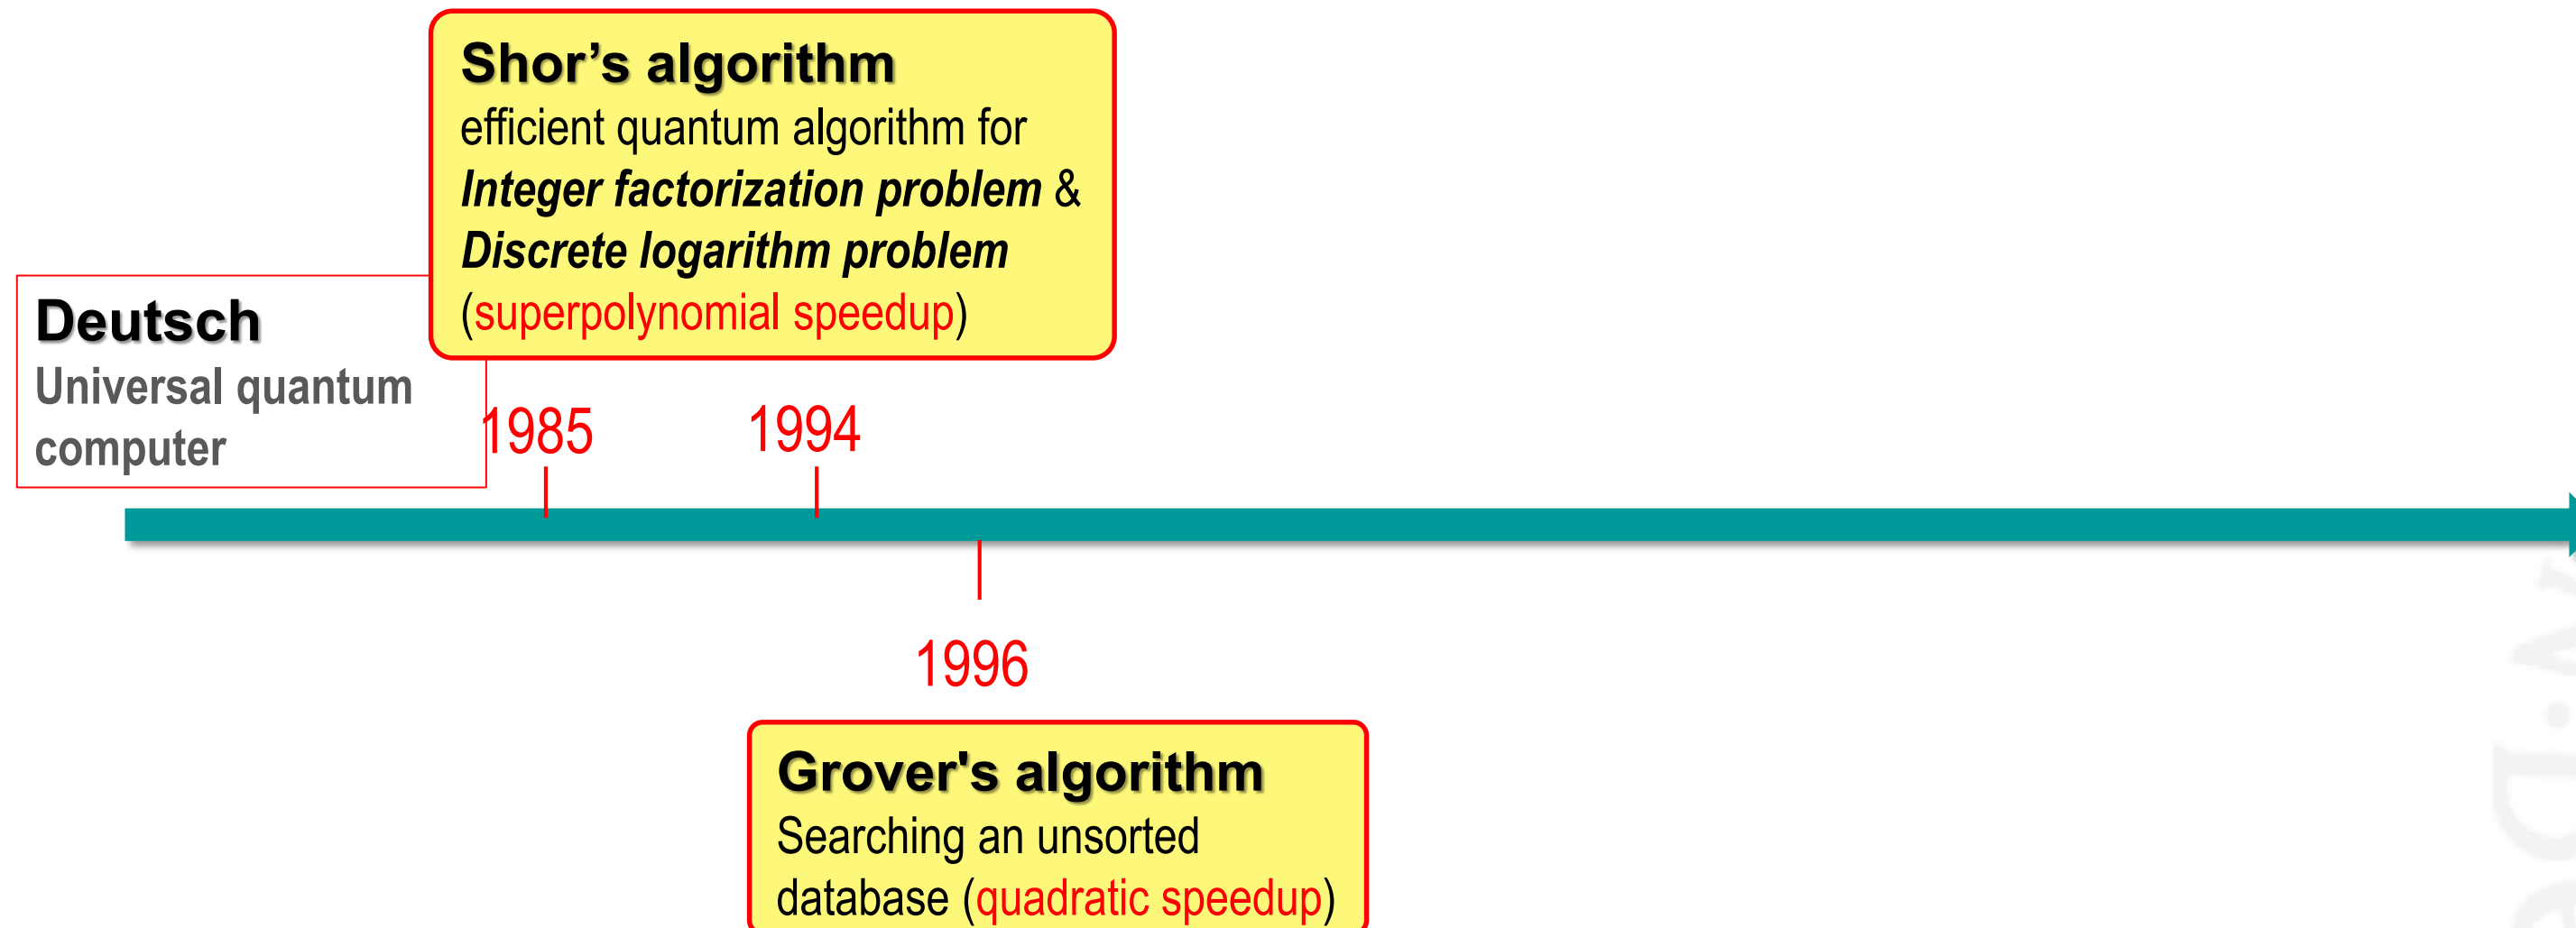 Shor’s algorithm
efficient quantum algorithm for
Integer factorization problem &
Discrete logarithm problem
(superpolynomial speedup)
Deutsch
Universal quantum
computer
1985
1994
1996
Grover's algorithm
Searching an unsorted
database (quadratic speedup)